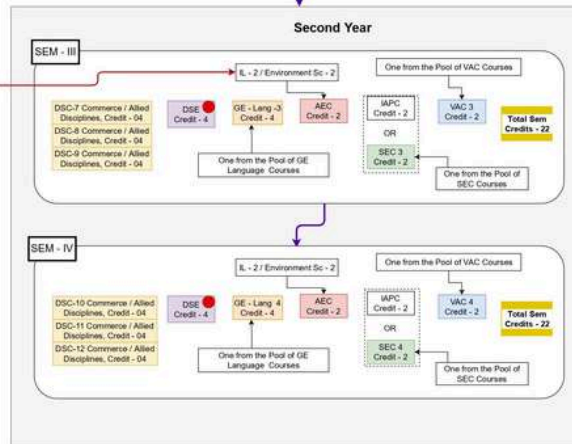 Second Year
SEM - III
IL - 2 / Environment Sc - 2
One from the Pool of VAC Courses
DSC-7 Commerce / Allied
Disciplines, Credit - 04
DSC-8 Commerce / Allied
Disciplines, Credit - 04
DSC-9 Commerce / Allied
Disciplines, Credit - 04
DSE
Credit - 4
GE - Lang -3
Credit - 4
AEC
Credit - 2
IAPC
Credit - 2
OR
SEC 3
Credit - 2
VAC 3
Credit - 2
Total Sem
Credits - 22
One from the Pool of GE
Language Courses
One from the Pool of
SEC Courses
SEM - IV
IL - 2 / Environment Sc - 2
One from the Pool of VAC Courses
DSC-10 Commerce / Allied
Disciplines, Credit - 04
DSC-11 Commerce / Allied
Disciplines, Credit - 04
DSC-12 Commerce / Allied
Disciplines, Credit - 04
DSE
Credit - 4
GE - Lang 4
Credit - 4
AEC
Credit - 2
IAPC
Credit - 2
OR
SEC 4
Credit - 2
VAC 4
Credit - 2
Total Sem
Credits - 22
One from the Pool of GE
Language Courses
One from the Pool of
SEC Courses